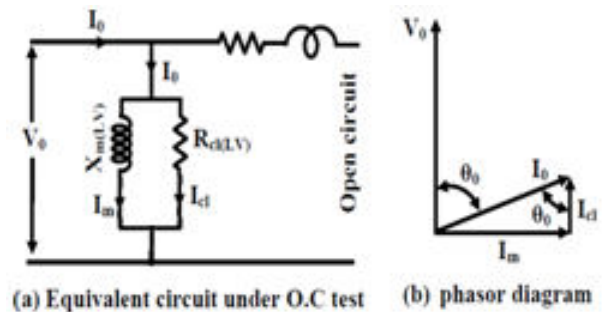 I0
I0
V0
Xm(LV)
Rcl(LV)
Im
Icl
Open circuit
(a) Equivalent circuit under O.C test
V0
θ0
I0
θ0
Icl
Im
(b) phasor diagram